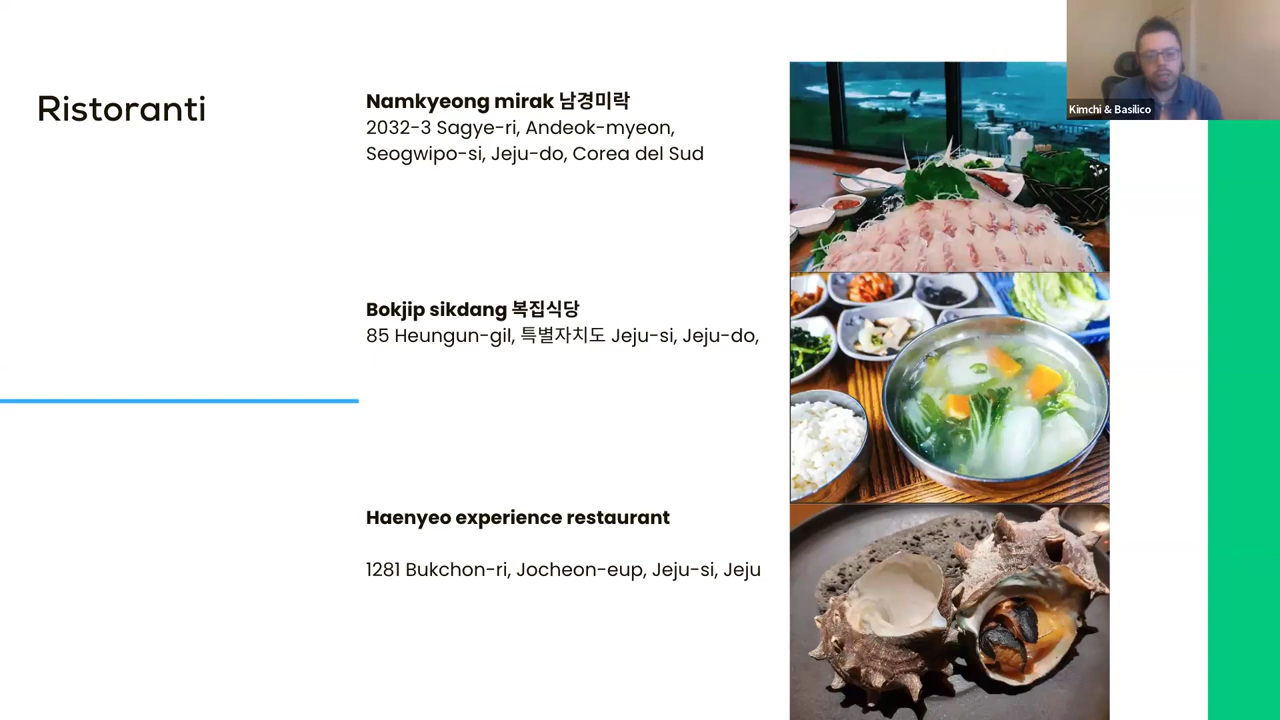 Ristoranti
Namkyeong mirak 남경미락
2032-3 Sagye-ri, Andeok-myeon,
Seogwipo-si, Jeju-do, Corea del Sud
Bokjip sikdang 복집식당
85 Heungun-gil, 특별자치도 Jeju-si, Jeju-do,
Haenyeo experience restaurant
1281 Bukchon-ri, Jocheon-eup, Jeju-si, Jeju
Kimchi & Basilico